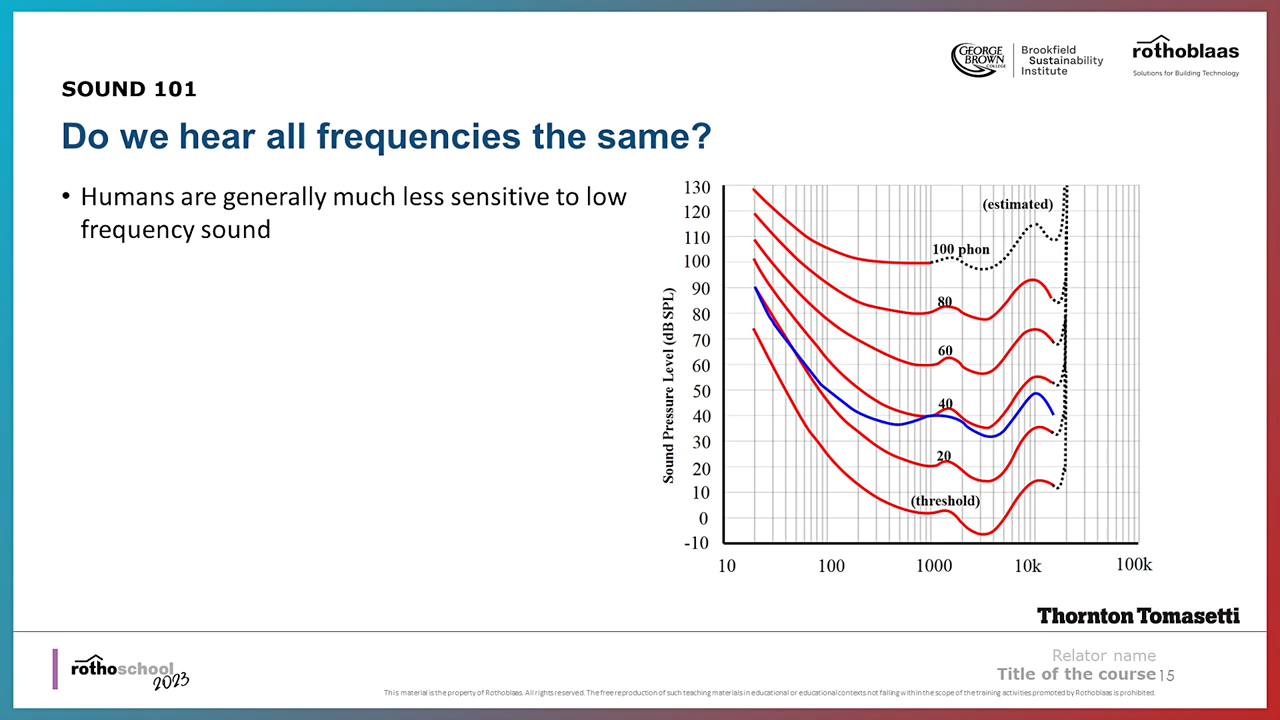 GEORGE
BROWN
COLLEGE
Brookfield
Sustainability
Institute
rothoblaas
Solutions for Building Technology
SOUND 101
Do we hear all frequencies the same?
• Humans are generally much less sensitive to low
frequency sound
Sound Pressure Level (dB SPL)
130
120
110
100
90
80
70
60
50
40
30
20
10
0
-10
(estimated)
100 phon
80
60
40
20
(threshold)
10
100
1000
10k
100k
Thornton Tomasetti
rothoschool
2023
Relator name
Title of the course 15
This material is the property of Rothoblaas. All rights reserved. The free reproduction of such teaching materials in educational or educational contexts not falling within the scope of the training activities promoted by Rothoblaas is prohibited.